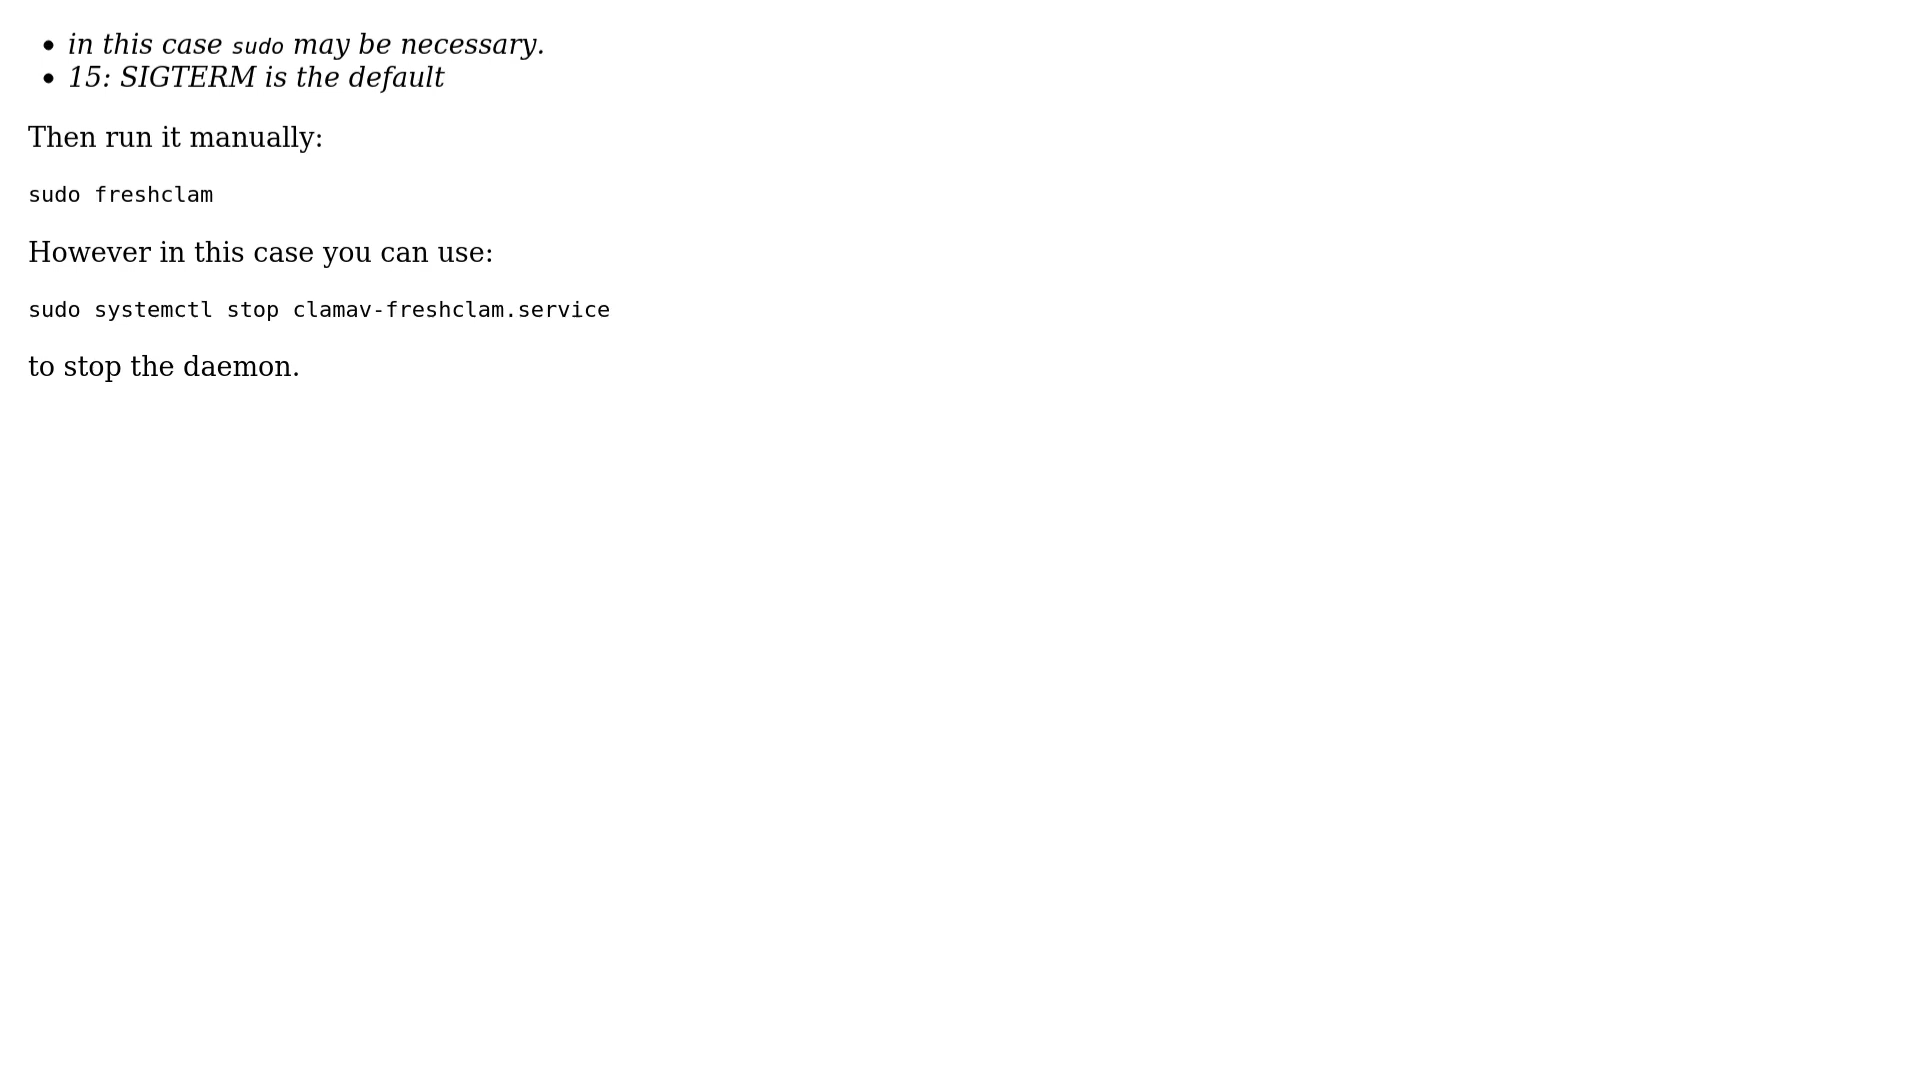 • in this case sudo may be necessary.
• 15: SIGTERM is the default
Then run it manually:
sudo freshclam
However in this case you can use:
sudo systemctl stop clamav-freshclam.service
to stop the daemon.